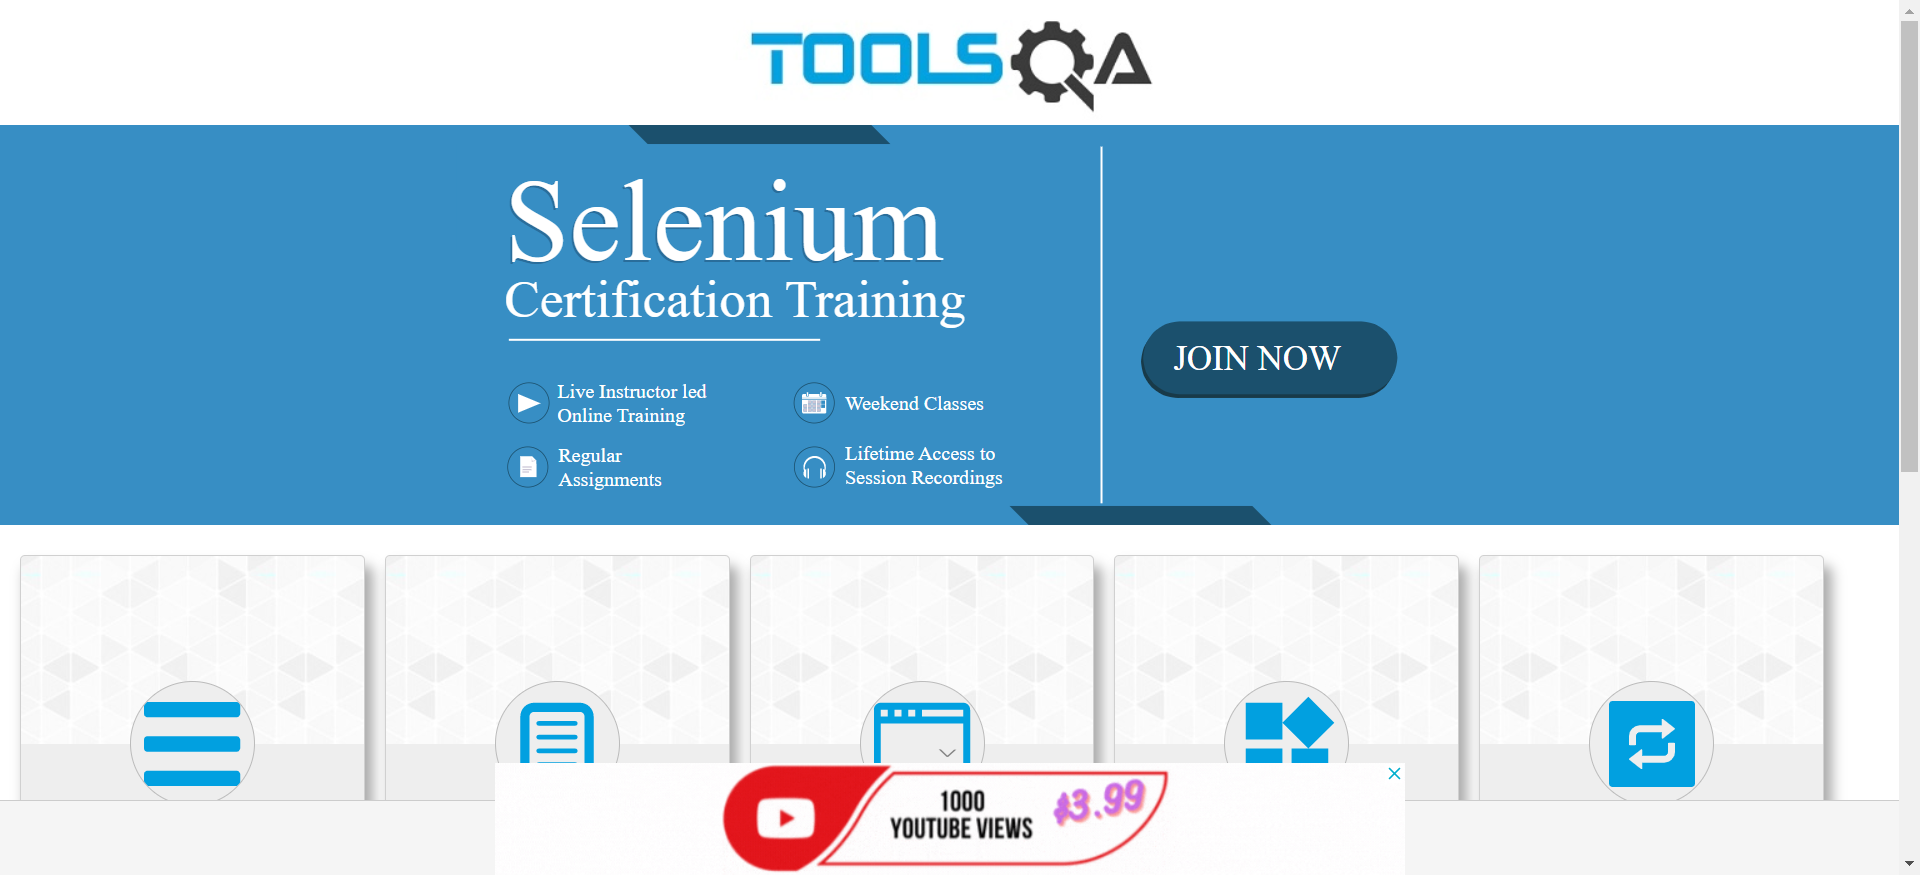 TOOLSQA
Selenium
Certification Training
Live Instructor led
Online Training
Weekend Classes
Regular
Assignments
Lifetime Access to
Session Recordings
JOIN NOW
1000
YOUTUBE VIEWS
$3.99